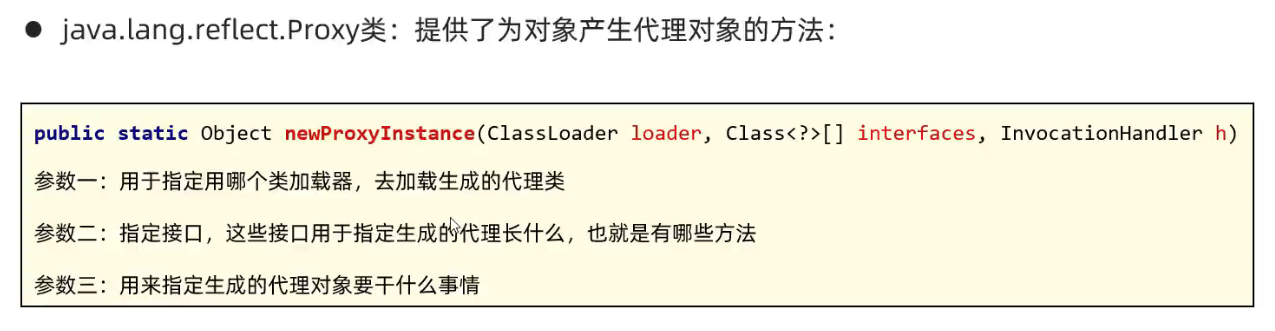 ● java.lang.reflect.Proxy类：提供了为对象产生代理对象的方法：
public static Object newProxyInstance(ClassLoader loader, Class<?>[] interfaces, InvocationHandler h)
参数一：用于指定用哪个类加载器，去加载生成的代理类
参数二：指定接口，这些接口用于指定生成的代理长什么，也就是有哪些方法
参数三：用来指定生成的代理对象要干什么事情